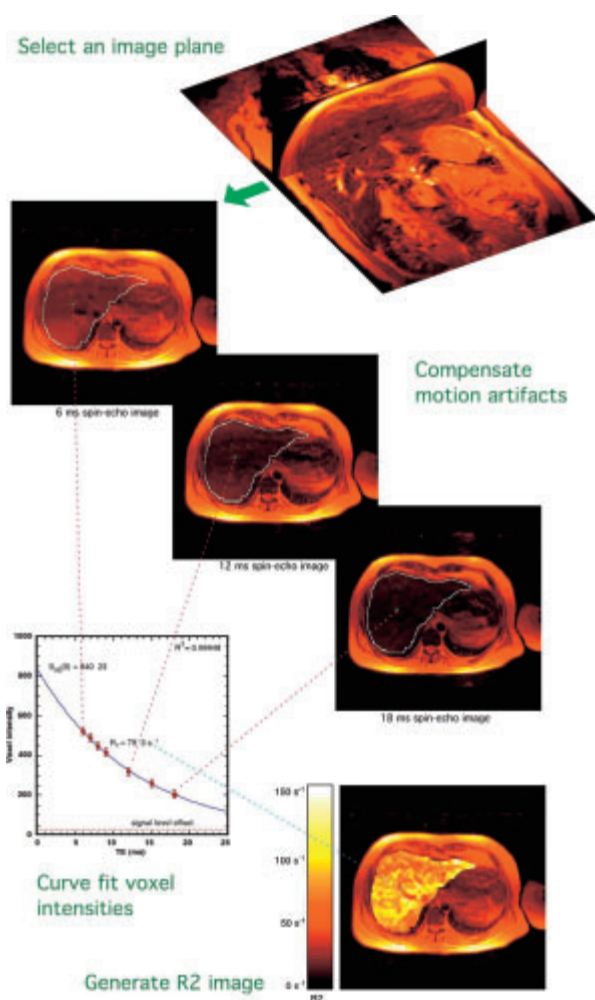 Select an image plane
6 ms spin-echo image
Compensate
motion artifacts
12 ms spin-echo image
18 ms spin-echo image
1000
800
600
400
200
0
Voxel Intensity
0
5
10
15
20
25
TE (ms)
signal level offset
Curve fit voxel
intensities
150 s⁻¹
100 s⁻¹
50 s⁻¹
0 s⁻¹
R2
Generate R2 image